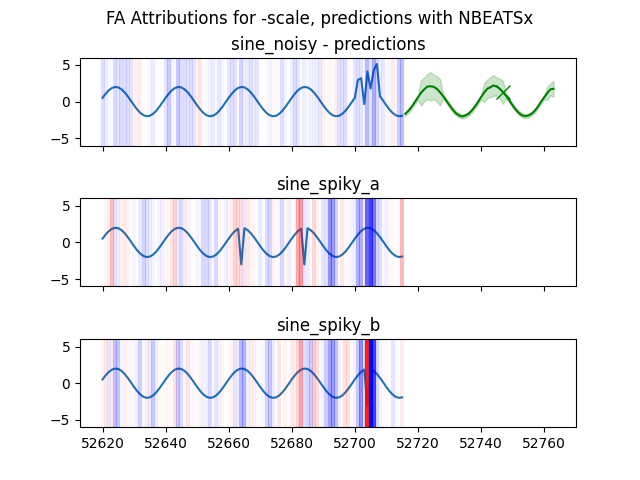 FA Attributions for -scale, predictions with NBEATSx
sine_noisy - predictions
5
0
−5
sine_spiky_a
5
0
−5
sine_spiky_b
5
0
−5
52620 52640 52660 52680 52700 52720 52740 52760